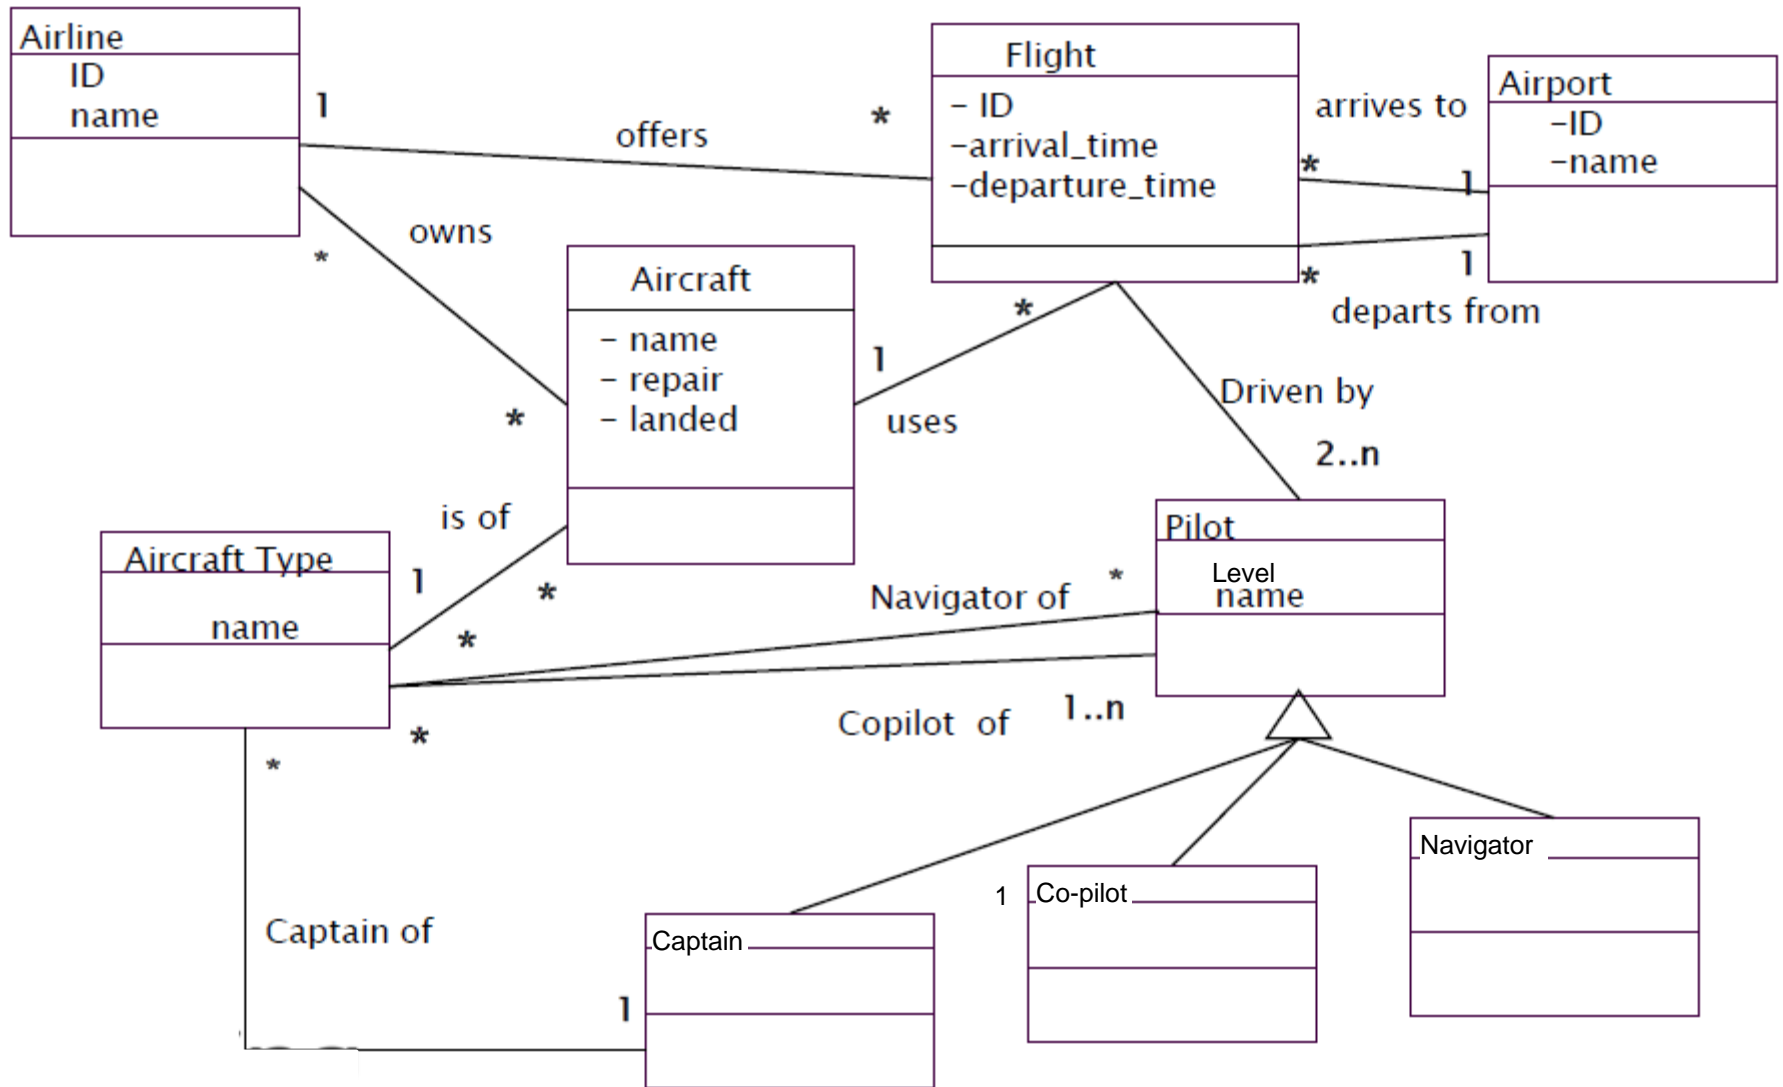 Airline
ID
name
1
offers
*
Flight
- ID
-arrival_time
-departure_time
arrives to
*
1
Airport
-ID
-name
*
1
departs from
owns
*
*
Aircraft
- name
- repair
- landed
1
*
uses
Driven by
2..n
is of
1
*
Aircraft Type
name
Navigator of
*
*
Pilot
Level
name
Copilot of
1..n
*
*
Captain of
1
Captain
1
Co-pilot
Navigator